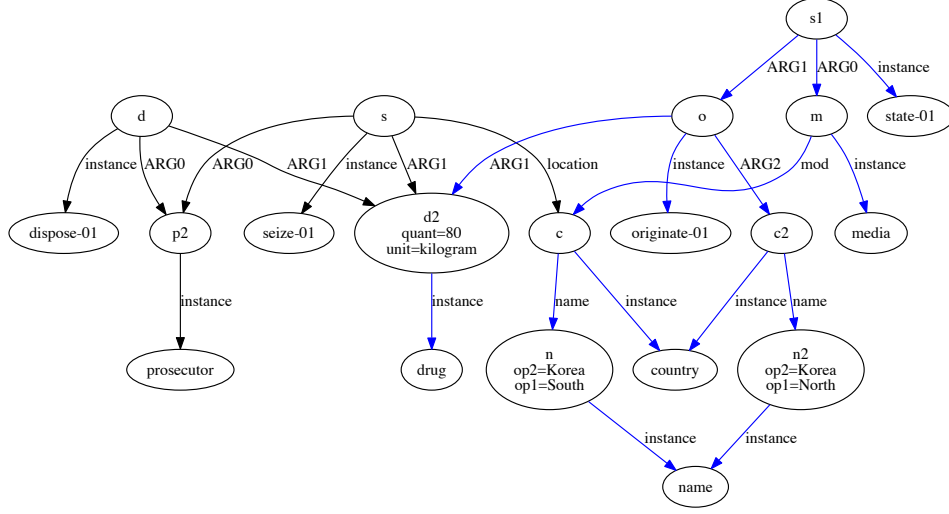 s1
ARG1
ARG0
instance
d
s
o
m
state-01
instance
ARG0
ARG1
ARG0
instance
ARG1
location
ARG1
instance
ARG2
mod
instance
dispose-01
p2
seize-01
d2
quant=80
unit=kilogram
c
originate-01
c2
media
instance
instance
name
instance
instance
name
prosecutor
drug
n
op2=Korea
op1=South
country
n2
op2=Korea
op1=North
instance
instance
name